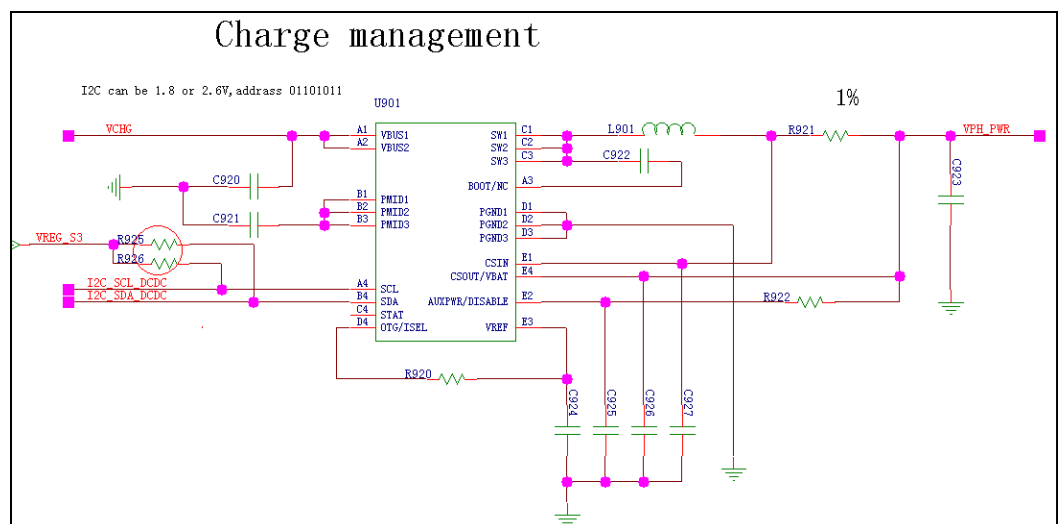 Charge management
I2C can be 1.8 or 2.6V,addrass 01101011
U901
1%
VCHG
A1 VBUS1
A2 VBUS2
SW1 C1
SW2 C2
SW3 C3
L901
R921
VPH_PWR
C922
C923
C920
BOOT/NC A3
B1 PMID1
B2 PMID2
B3 PMID3
C921
PGND1 D1
PGND2 D2
PGND3 D3
VREG_S3
R925
R926
CSIN E1
CSOUT/VBAT E4
I2C_SCL_DCDC
I2C_SDA_DCDC
A4 SCL
B4 SDA
C4 STAT
D4 OTG/ISEL
AUXPWR/DISABLE E2
R922
VREF E3
R920
C924
C925
C926
C927